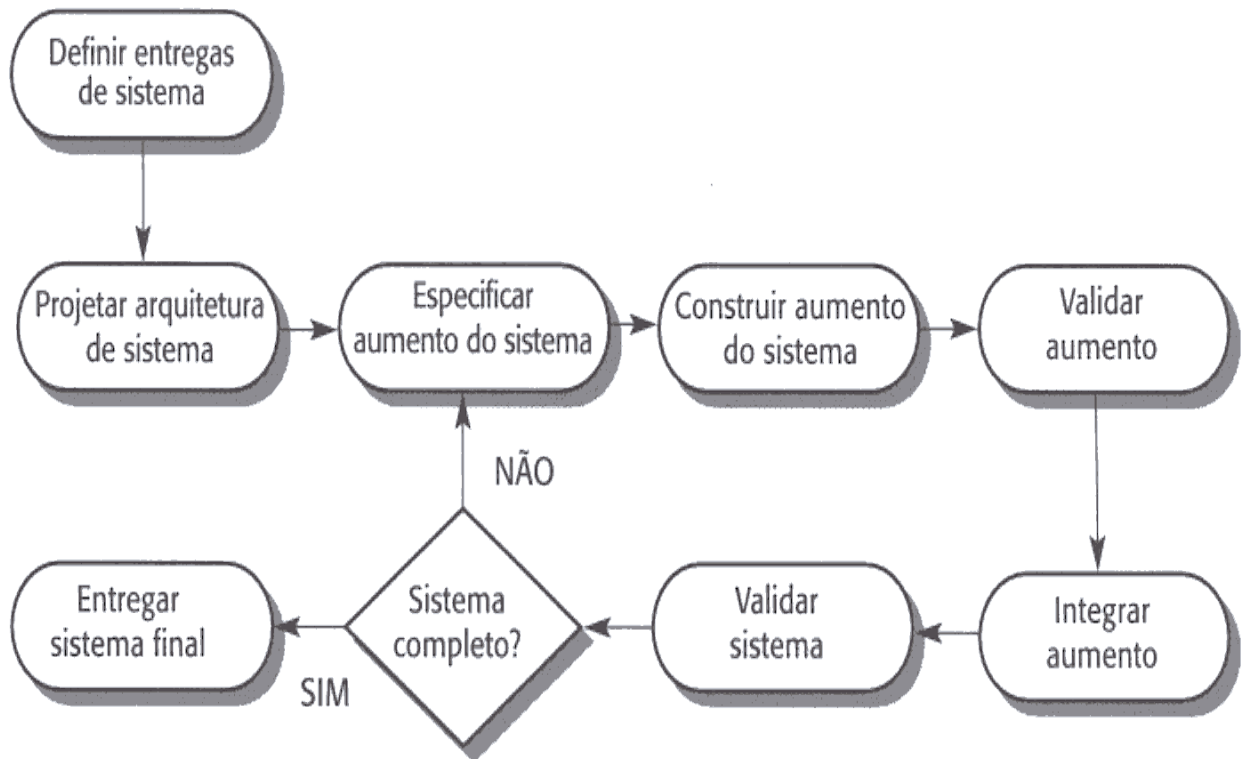 Definir entregas
de sistema
Projetar arquitetura
de sistema
Especificar
aumento do sistema
Construir aumento
do sistema
Validar
aumento
NÃO
Entregar
sistema final
SIM
Sistema
completo?
Validar
sistema
Integrar
aumento